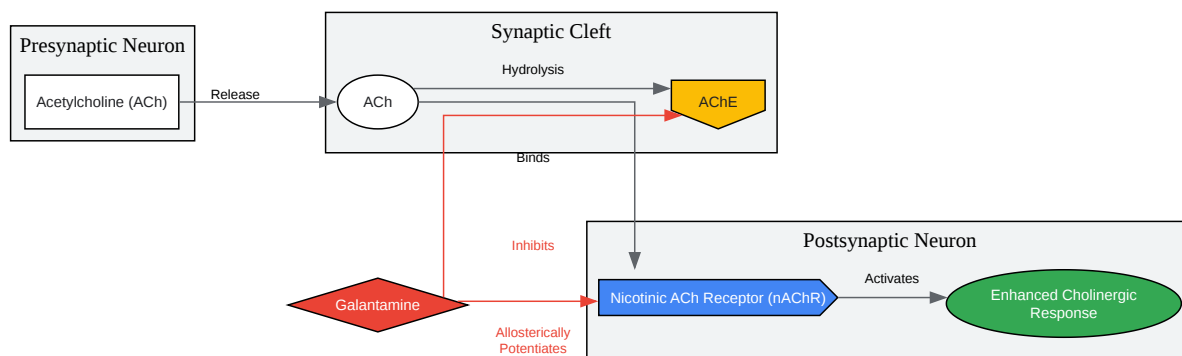 Presynaptic Neuron
Acetylcholine (ACh)
Release
Synaptic Cleft
Hydrolysis
ACh
AChE
Binds
Inhibits
Galantamine
Allosterically
Potentiates
Postsynaptic Neuron
Nicotinic ACh Receptor (nAChR)
Activates
Enhanced Cholinergic
Response